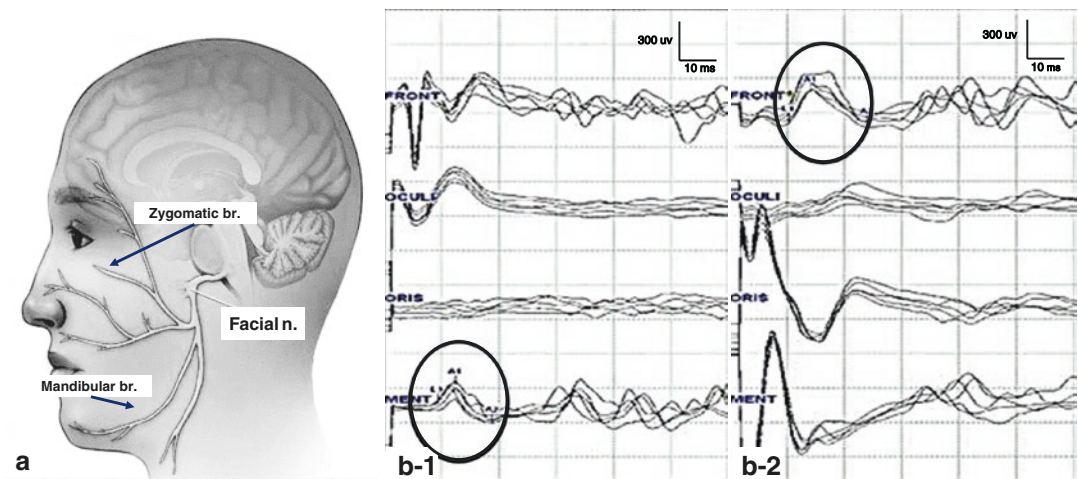 Zygomatic br.
Facial n.
Mandibular br.
a
300 uv
10 ms
FRONT
OCULI
ORIS
A1
A2
MENT
b-1
300 uv
10 ms
A1
FRONT
OCULI
ORIS
MENT
b-2